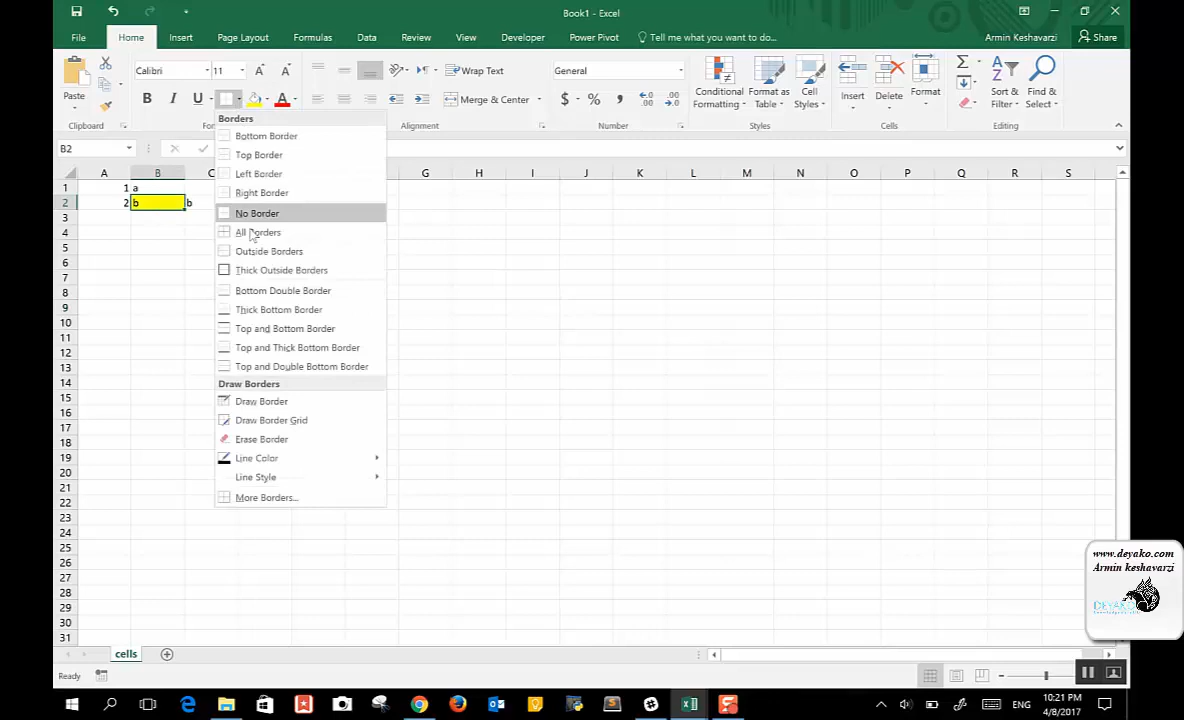 Book1 - Excel
File Home Insert Page Layout Formulas Data Review View Developer Power Pivot Tell me what you want to do... Armin Keshavarzi Share
Calibri 11 A A Wrap Text General Conditional Format as Cell Insert Delete Format Sort & Find &
Paste B I U A Merge & Center $ % , Formatting Table Styles Filter Select
Clipboard Alignment Number Styles Cells Editing
B2
A B C G H I J K L M N O P Q R S
1 1 a
2 2 b b
3
4
5
6
7
8
9
10
11
12
13
14
15
16
17
18
19
20
21
22
23
24
25
26
27
28
29
30
31
Borders
Bottom Border
Top Border
Left Border
Right Border
No Border
All Borders
Outside Borders
Thick Outside Borders
Bottom Double Border
Thick Bottom Border
Top and Bottom Border
Top and Thick Bottom Border
Top and Double Bottom Border
Draw Borders
Draw Border
Draw Border Grid
Erase Border
Line Color
Line Style
More Borders...
www.deyako.com
Armin keshavarzi
DEYAKO
cells
Ready
ENG
10:21 PM
4/8/2017